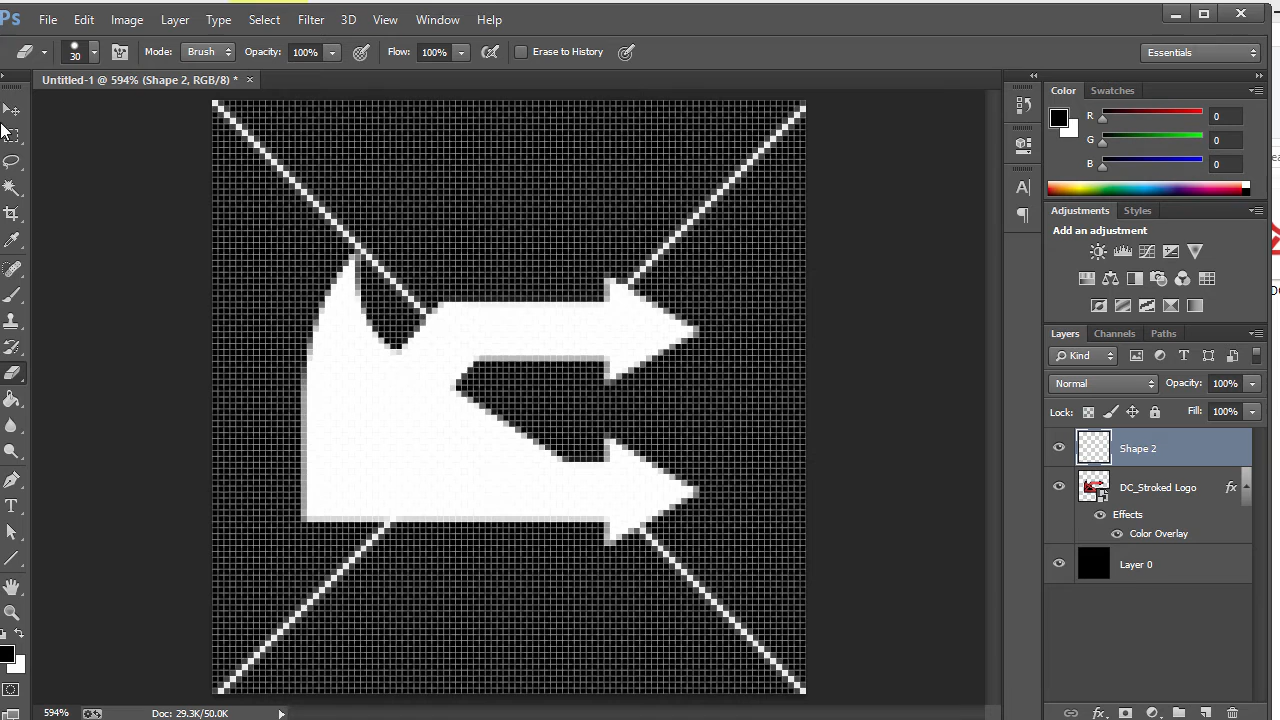 Ps File Edit Image Layer Type Select Filter 3D View Window Help
30 Mode: Brush Opacity: 100% Flow: 100% Erase to History Essentials
Untitled-1 @ 594% (Shape 2, RGB/8) * ×
Color Swatches
R 0
G 0
B 0
Adjustments Styles
Add an adjustment
Layers Channels Paths
Kind
Normal Opacity: 100%
Lock: Fill: 100%
Shape 2
DC_Stroked Logo fx
Effects
Color Overlay
Layer 0
594% Doc: 29.3K/50.0K